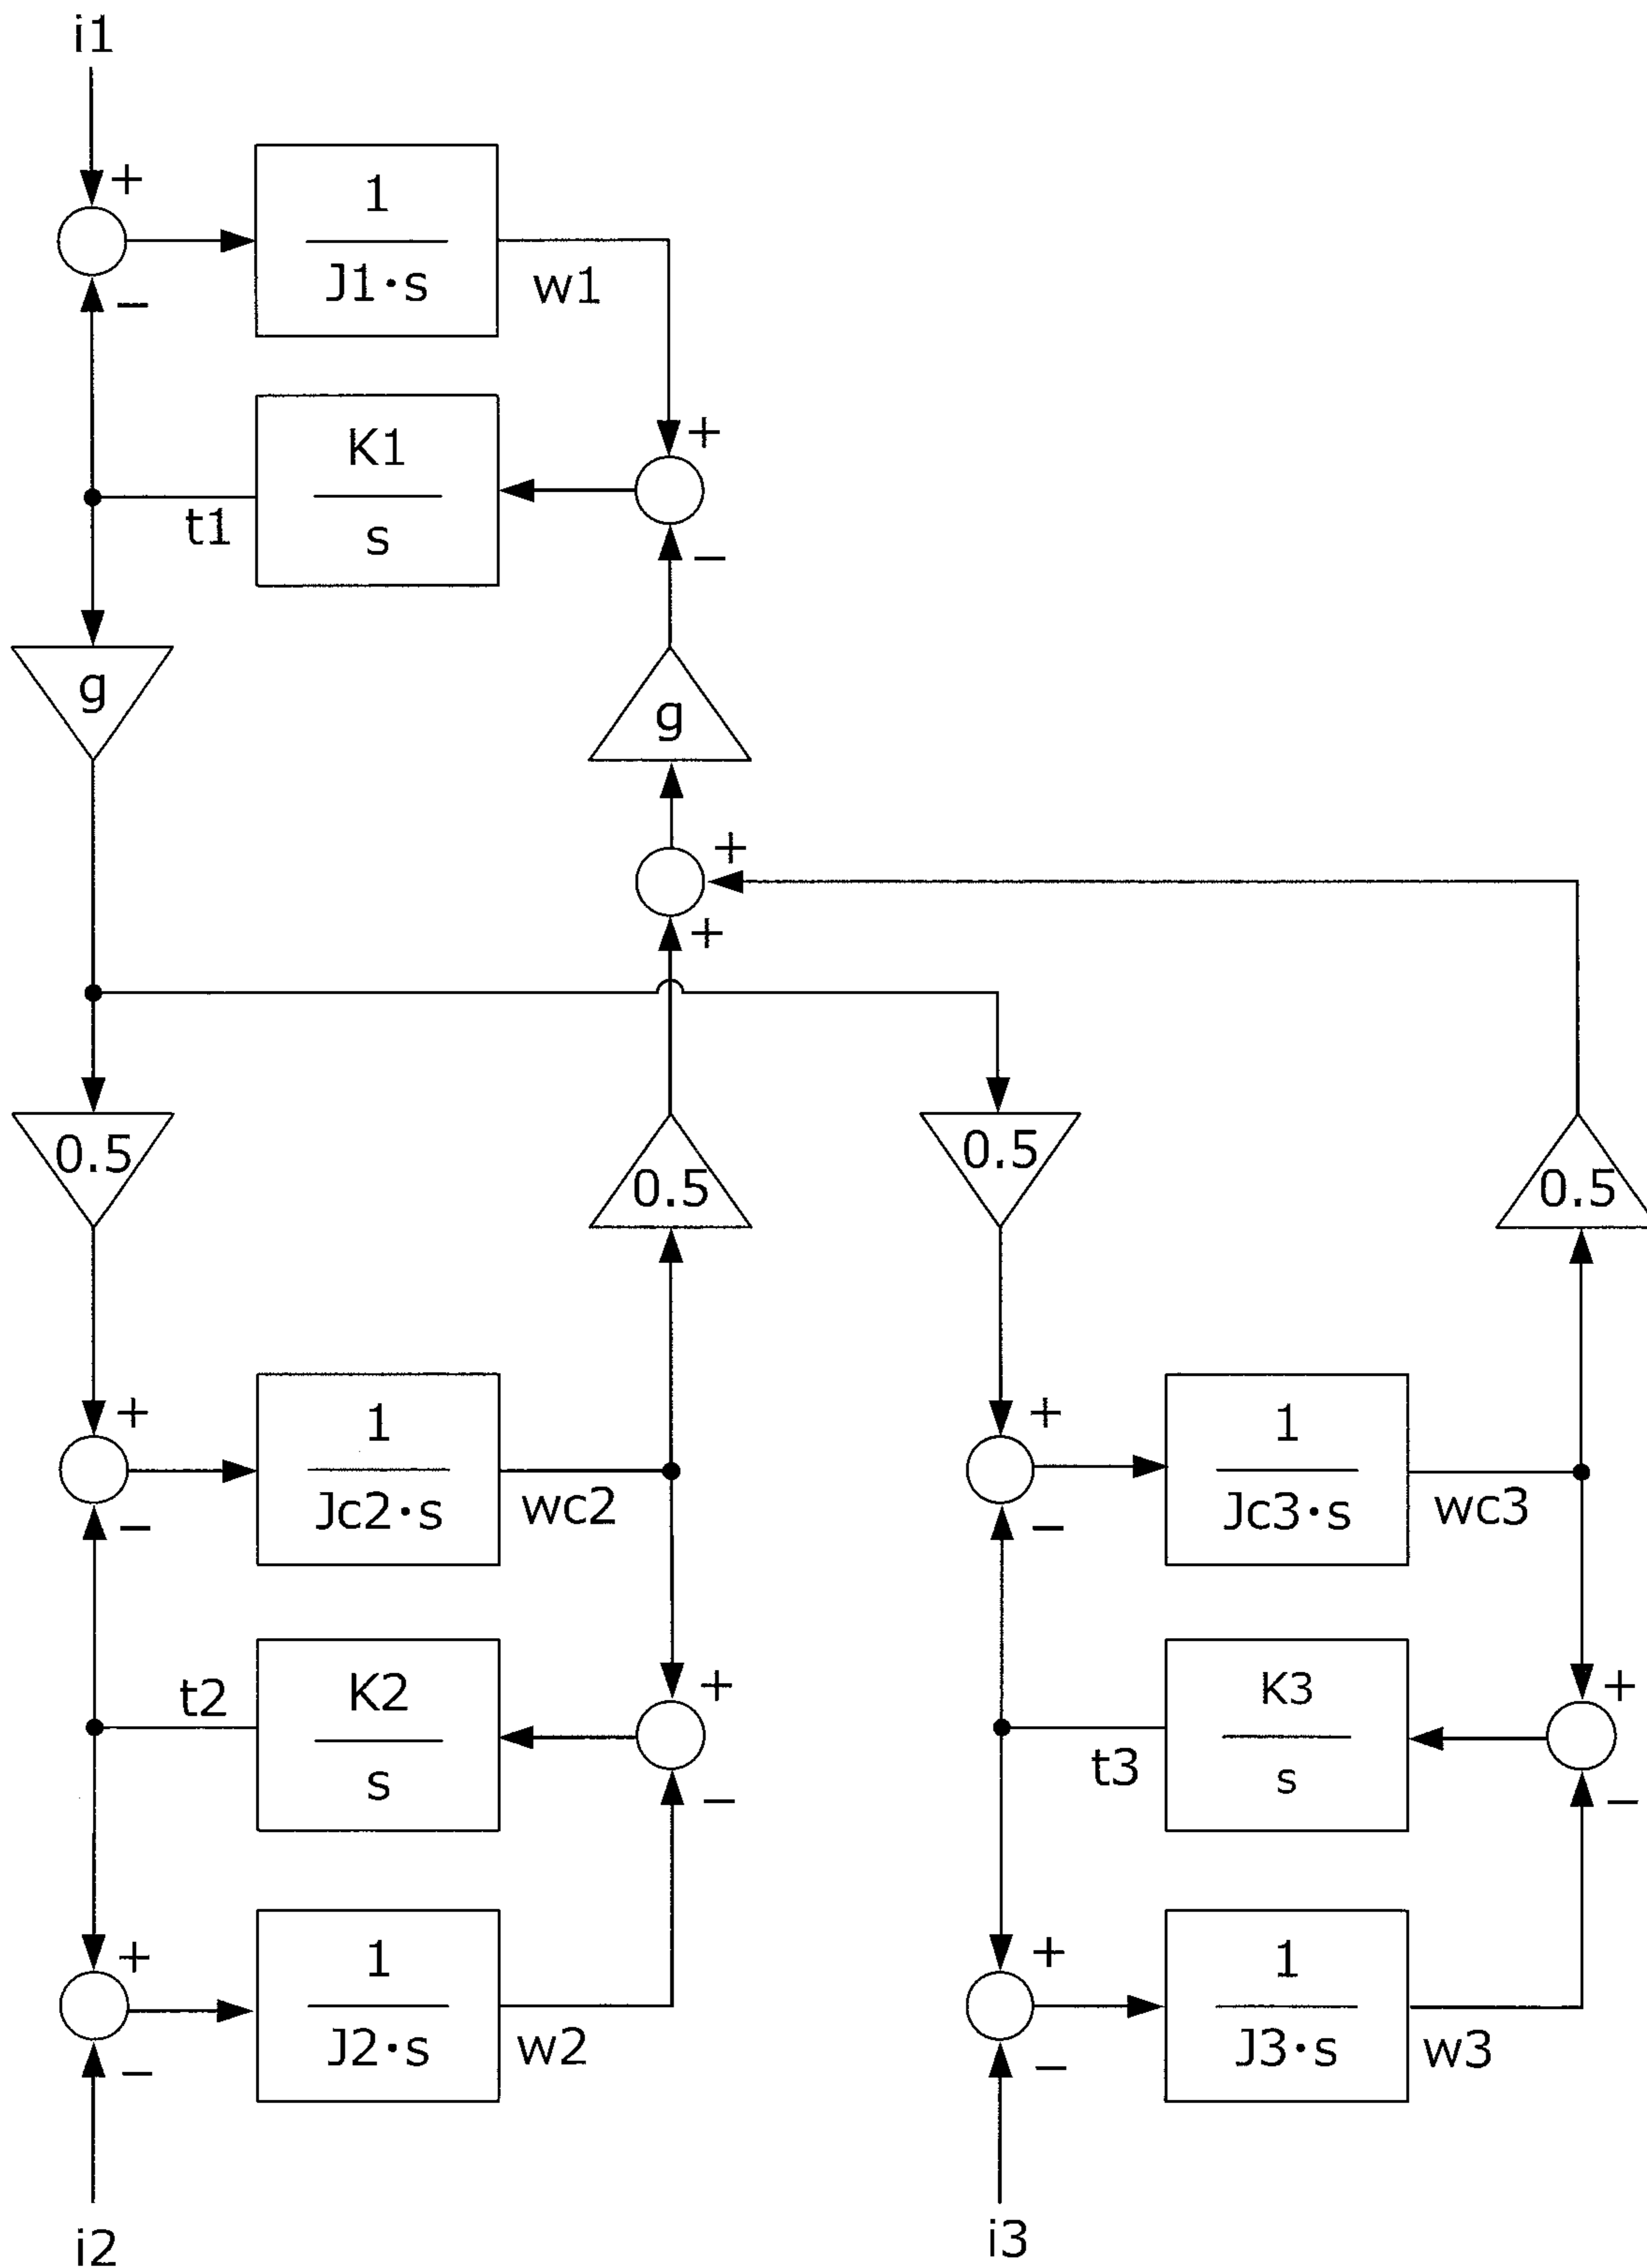 i1
+
1
J1·s
w1
−
K1
s
t1
+
−
g
g
+
+
0.5
0.5
0.5
0.5
+
1
Jc2·s
wc2
−
+
1
Jc3·s
wc3
−
t2
K2
s
+
−
t3
K3
s
+
−
+
1
J2·s
w2
−
+
1
J3·s
w3
−
i2
i3